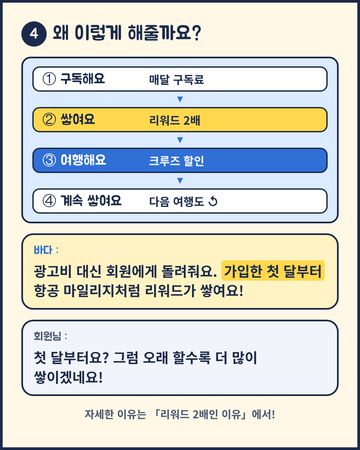 4 왜 이렇게 해줄까요?
① 구독해요 매달 구독료
▼
② 쌓여요 리워드 2배
▼
③ 여행해요 크루즈 할인
▼
④ 계속 쌓여요 다음 여행도 ↺
바다 :
광고비 대신 회원에게 돌려줘요. 가입한 첫 달부터
항공 마일리지처럼 리워드가 쌓여요!
회원님 :
첫 달부터요? 그럼 오래 할수록 더 많이
쌓이겠네요!
자세한 이유는 「리워드 2배인 이유」에서!